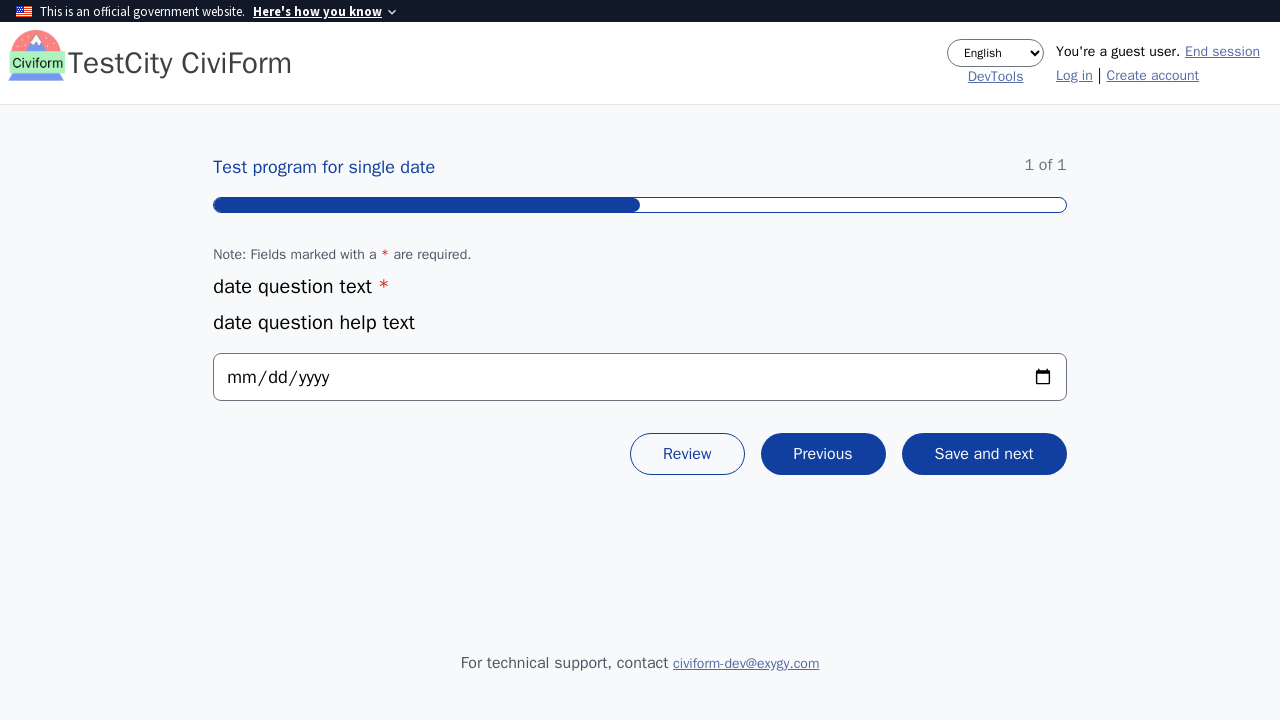 This is an official government website. Here's how you know
Civiform
TestCity CiviForm
English
DevTools
You're a guest user. End session
Log in | Create account
Test program for single date
1 of 1
Note: Fields marked with a * are required.
date question text *
date question help text
mm/dd/yyyy
Review
Previous
Save and next
For technical support, contact civiform-dev@exygy.com